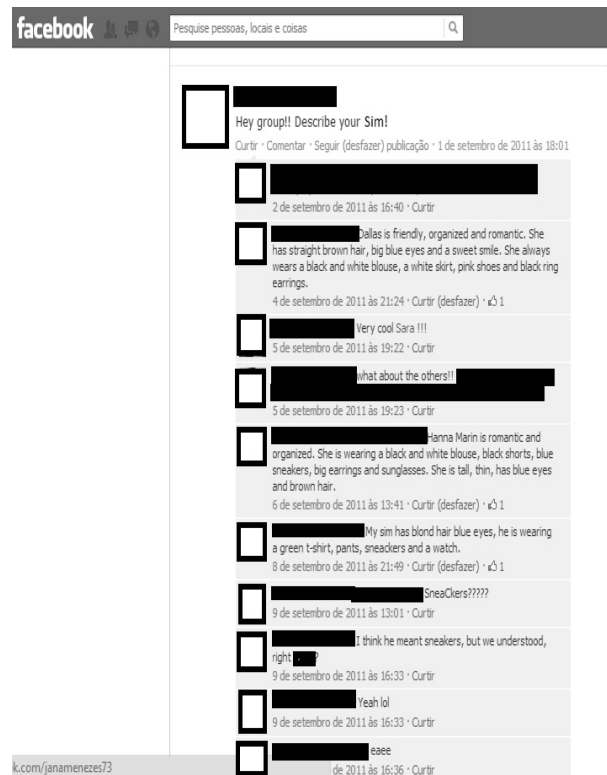 facebook
Pesquise pessoas, locais e coisas
Hey group!! Describe your Sim!
Curtir · Comentar · Seguir (desfazer) publicação · 1 de setembro de 2011 às 18:01
2 de setembro de 2011 às 16:40 · Curtir
Dallas is friendly, organized and romantic. She
has straight brown hair, big blue eyes and a sweet smile. She always
wears a black and white blouse, a white skirt, pink shoes and black ring
earrings.
4 de setembro de 2011 às 21:24 · Curtir (desfazer) · 1
Very cool Sara !!!
5 de setembro de 2011 às 19:22 · Curtir
what about the others!!
5 de setembro de 2011 às 19:23 · Curtir
Hanna Marin is romantic and
organized. She is wearing a black and white blouse, black shorts, blue
sneakers, big earrings and sunglasses. She is tall, thin, has blue eyes
and brown hair.
6 de setembro de 2011 às 13:41 · Curtir (desfazer) · 1
My sim has blond hair blue eyes, he is wearing
a green t-shirt, pants, sneackers and a watch.
8 de setembro de 2011 às 21:49 · Curtir (desfazer) · 1
SneaCkers?????
9 de setembro de 2011 às 13:01 · Curtir
I think he meant sneakers, but we understood,
right ?
9 de setembro de 2011 às 16:33 · Curtir
Yeah lol
9 de setembro de 2011 às 16:33 · Curtir
eaee
de 2011 às 16:36 · Curtir
k.com/janamenezes73